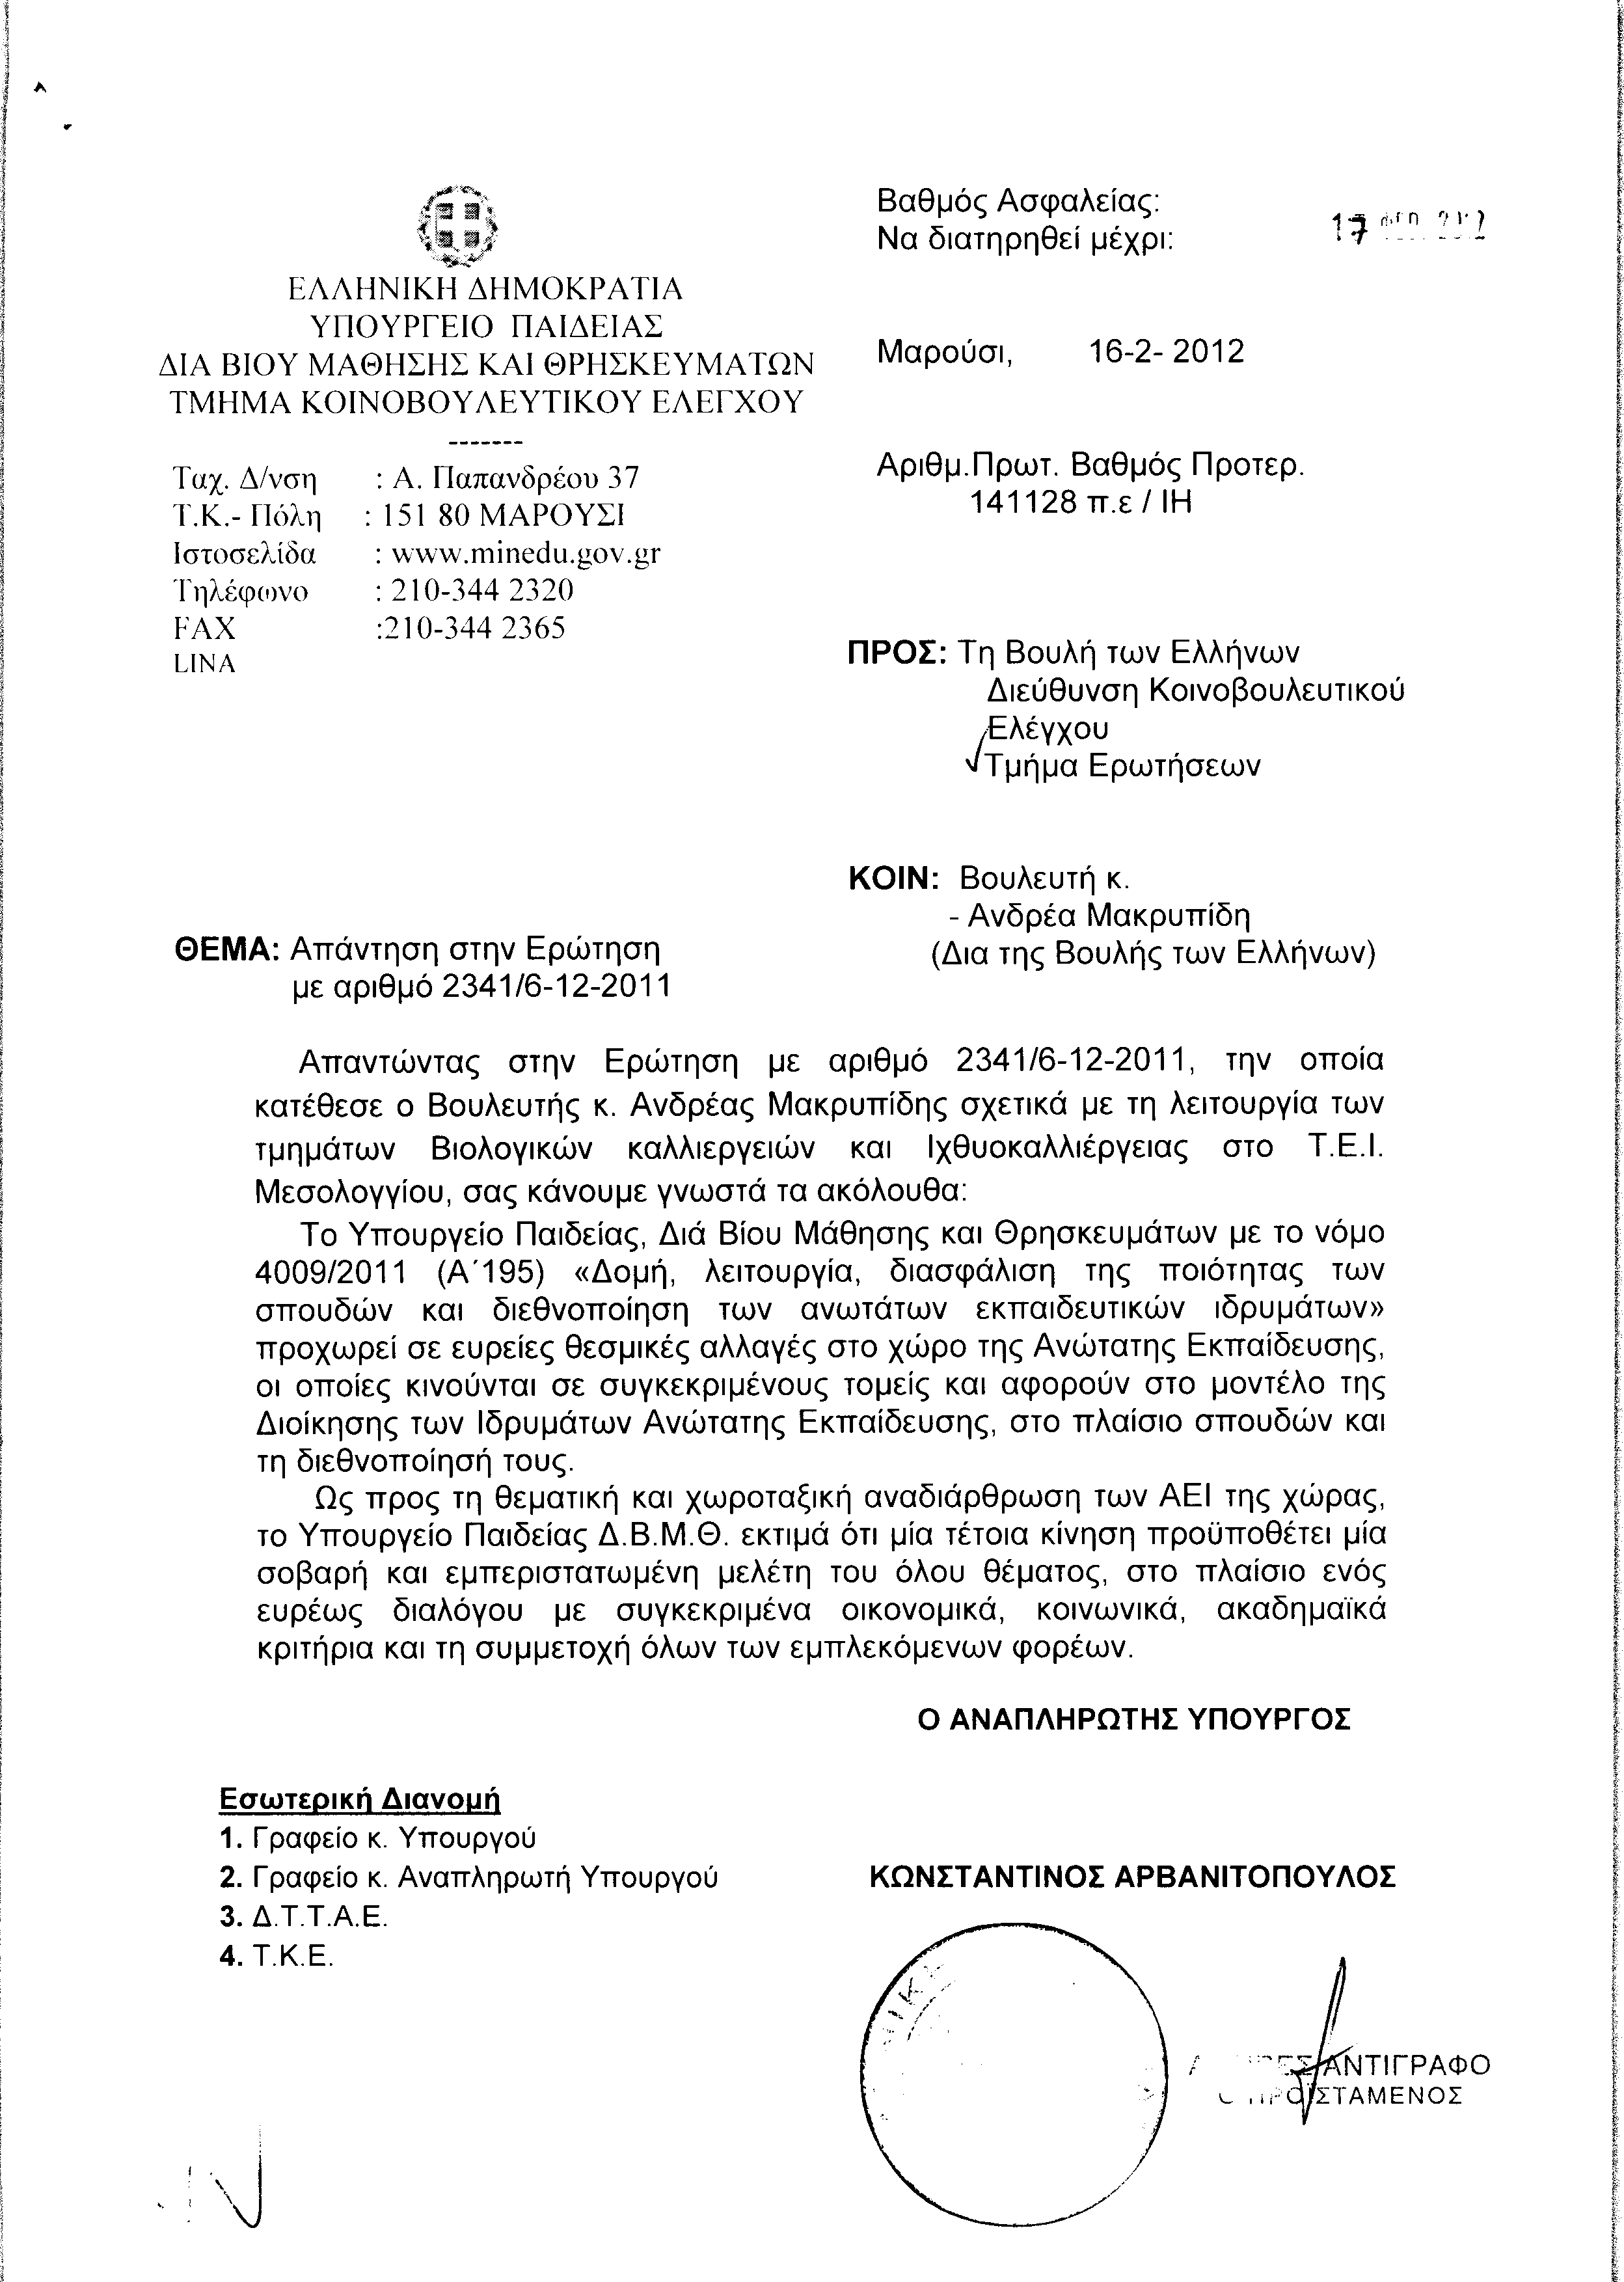 Βαθμός Ασφαλείας:
Να διατηρηθεί μέχρι:
17
ΕΛΛΗΝΙΚΗ ΔΗΜΟΚΡΑΤΙΑ
ΥΠΟΥΡΓΕΙΟ ΠΑΙΔΕΙΑΣ
ΔΙΑ ΒΙΟΥ ΜΑΘΗΣΗΣ ΚΑΙ ΘΡΗΣΚΕΥΜΑΤΩΝ
ΤΜΗΜΑ ΚΟΙΝΟΒΟΥΛΕΥΤΙΚΟΥ ΕΛΕΓΧΟΥ
-------
Μαρούσι, 16-2- 2012
Ταχ. Δ/νση : Α. Παπανδρέου 37
Τ.Κ.- Πόλη : 151 80 ΜΑΡΟΥΣΙ
Ιστοσελίδα : www.minedu.gov.gr
Τηλέφωνο : 210-344 2320
FAX :210-344 2365
LINA
Αριθμ.Πρωτ. Βαθμός Προτερ.
141128 π.ε / ΙΗ
ΠΡΟΣ: Τη Βουλή των Ελλήνων
Διεύθυνση Κοινοβουλευτικού
Ελέγχου
Τμήμα Ερωτήσεων
ΚΟΙΝ: Βουλευτή κ.
- Ανδρέα Μακρυπίδη
(Δια της Βουλής των Ελλήνων)
ΘΕΜΑ: Απάντηση στην Ερώτηση
με αριθμό 2341/6-12-2011
Απαντώντας στην Ερώτηση με αριθμό 2341/6-12-2011, την οποία
κατέθεσε ο Βουλευτής κ. Ανδρέας Μακρυπίδης σχετικά με τη λειτουργία των
τμημάτων Βιολογικών καλλιεργειών και Ιχθυοκαλλιέργειας στο Τ.Ε.Ι.
Μεσολογγίου, σας κάνουμε γνωστά τα ακόλουθα:
Το Υπουργείο Παιδείας, Διά Βίου Μάθησης και Θρησκευμάτων με το νόμο
4009/2011 (Α΄195) «Δομή, λειτουργία, διασφάλιση της ποιότητας των
σπουδών και διεθνοποίηση των ανωτάτων εκπαιδευτικών ιδρυμάτων»
προχωρεί σε ευρείες θεσμικές αλλαγές στο χώρο της Ανώτατης Εκπαίδευσης,
οι οποίες κινούνται σε συγκεκριμένους τομείς και αφορούν στο μοντέλο της
Διοίκησης των Ιδρυμάτων Ανώτατης Εκπαίδευσης, στο πλαίσιο σπουδών και
τη διεθνοποίησή τους.
Ως προς τη θεματική και χωροταξική αναδιάρθρωση των ΑΕΙ της χώρας,
το Υπουργείο Παιδείας Δ.Β.Μ.Θ. εκτιμά ότι μία τέτοια κίνηση προϋποθέτει μία
σοβαρή και εμπεριστατωμένη μελέτη του όλου θέματος, στο πλαίσιο ενός
ευρέως διαλόγου με συγκεκριμένα οικονομικά, κοινωνικά, ακαδημαϊκά
κριτήρια και τη συμμετοχή όλων των εμπλεκόμενων φορέων.
Ο ΑΝΑΠΛΗΡΩΤΗΣ ΥΠΟΥΡΓΟΣ
Εσωτερική Διανομή
1. Γραφείο κ. Υπουργού
2. Γραφείο κ. Αναπληρωτή Υπουργού
3. Δ.Τ.Τ.Α.Ε.
4. Τ.Κ.Ε.
ΚΩΝΣΤΑΝΤΙΝΟΣ ΑΡΒΑΝΙΤΟΠΟΥΛΟΣ
ΑΝΤΙΓΡΑΦΟ